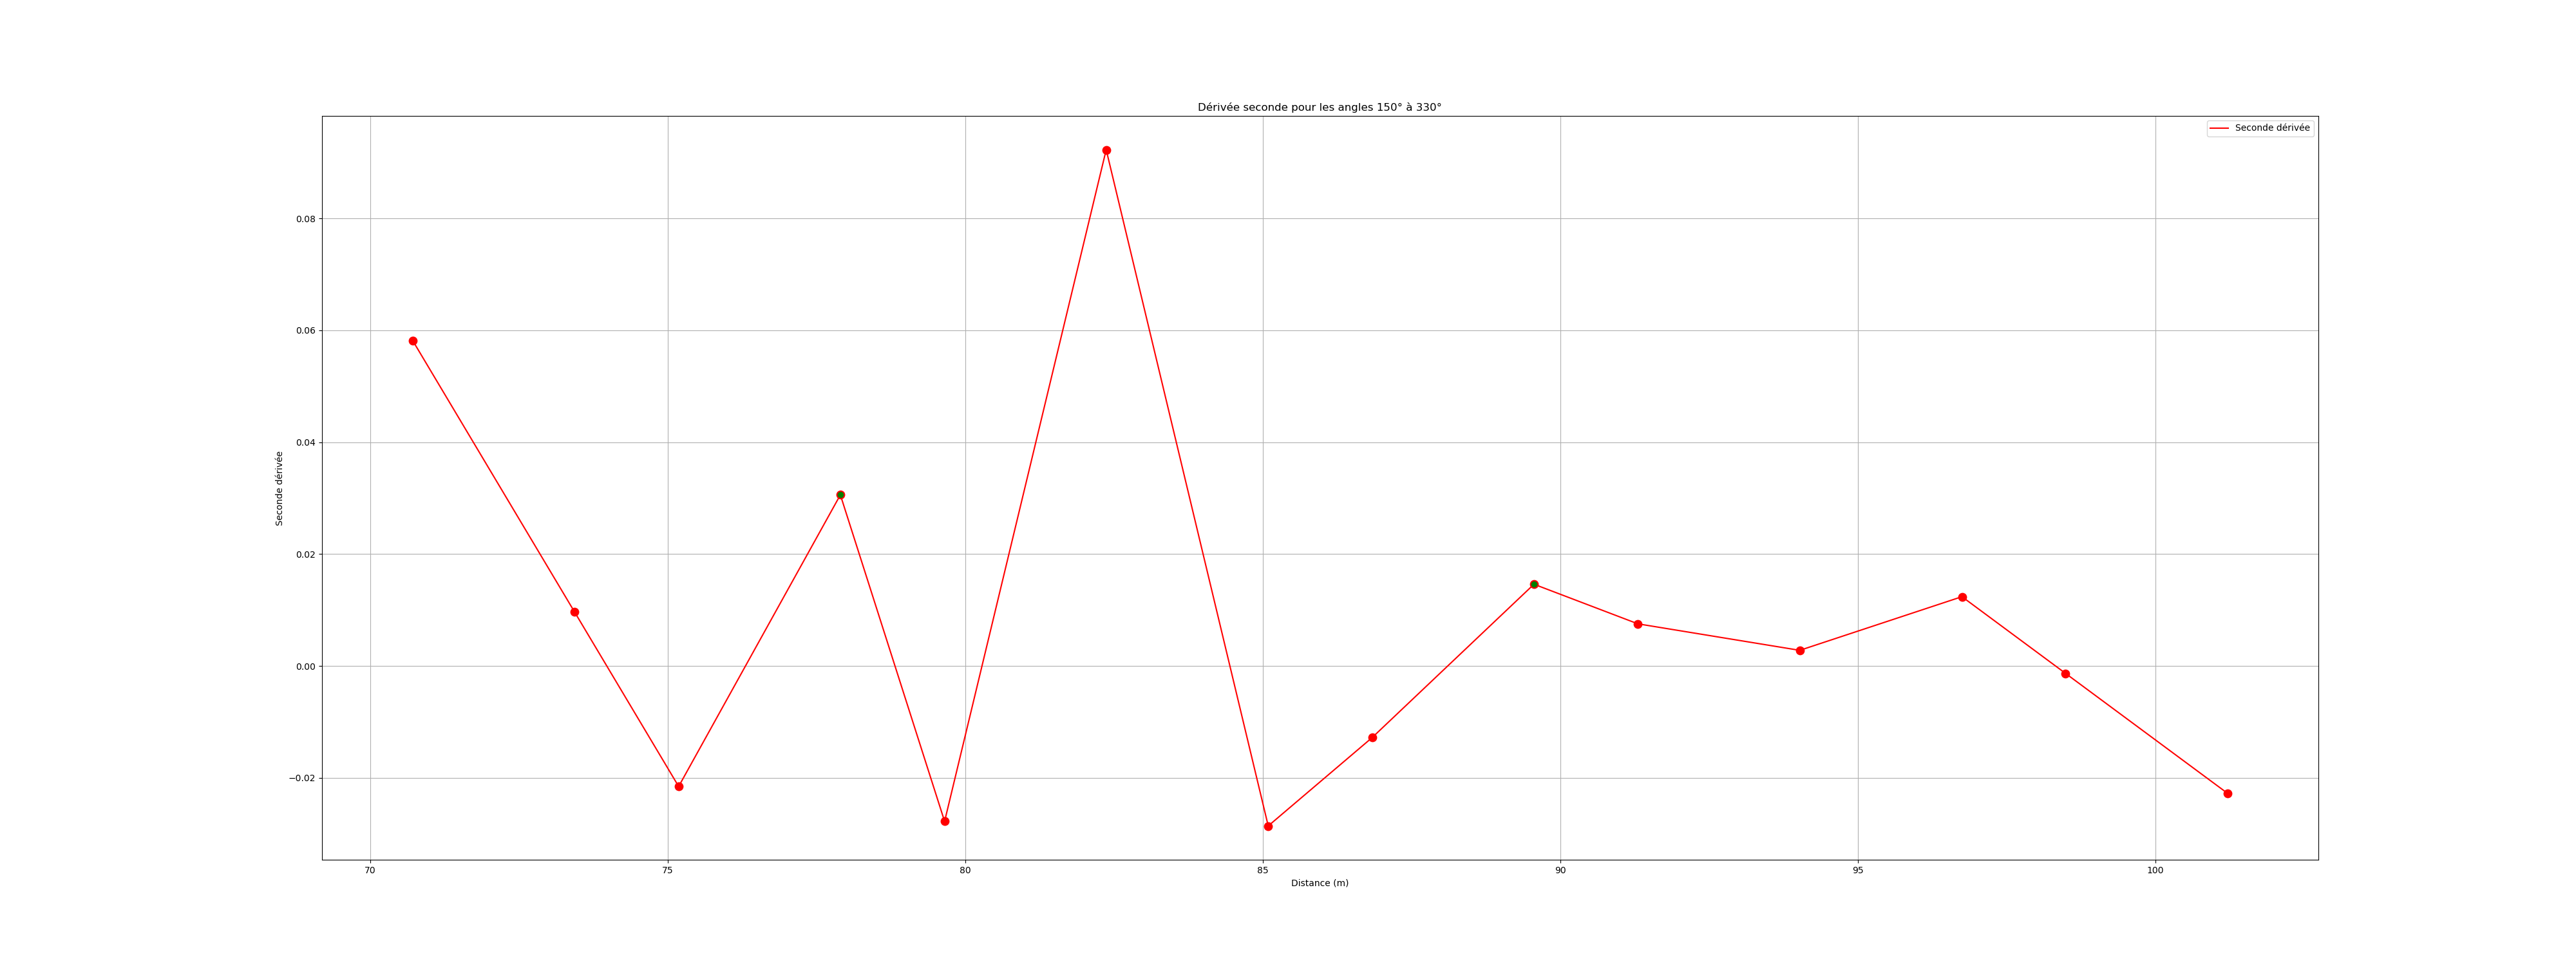 Dérivée seconde pour les angles 150° à 330°
Seconde dérivée
0.08
0.06
0.04
0.02
0.00
−0.02
Seconde dérivée
70 75 80 85 90 95 100
Distance (m)